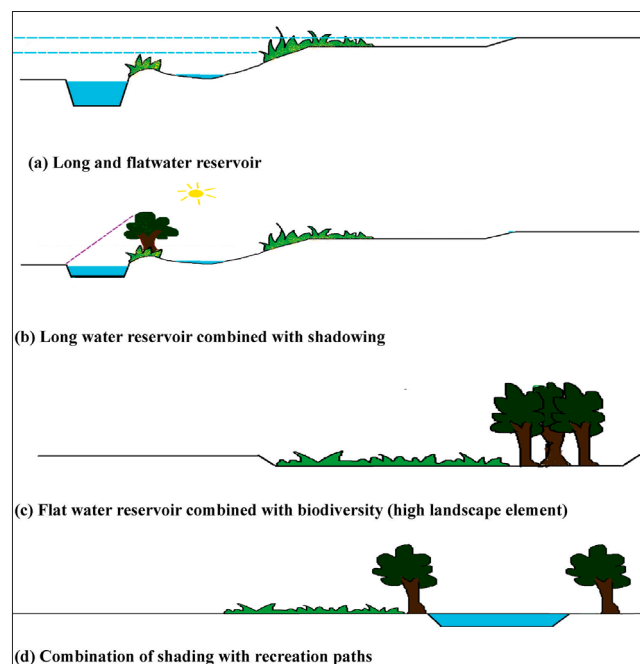 (a) Long and flatwater reservoir
(b) Long water reservoir combined with shadowing
(c) Flat water reservoir combined with biodiversity (high landscape element)
(d) Combination of shading with recreation paths